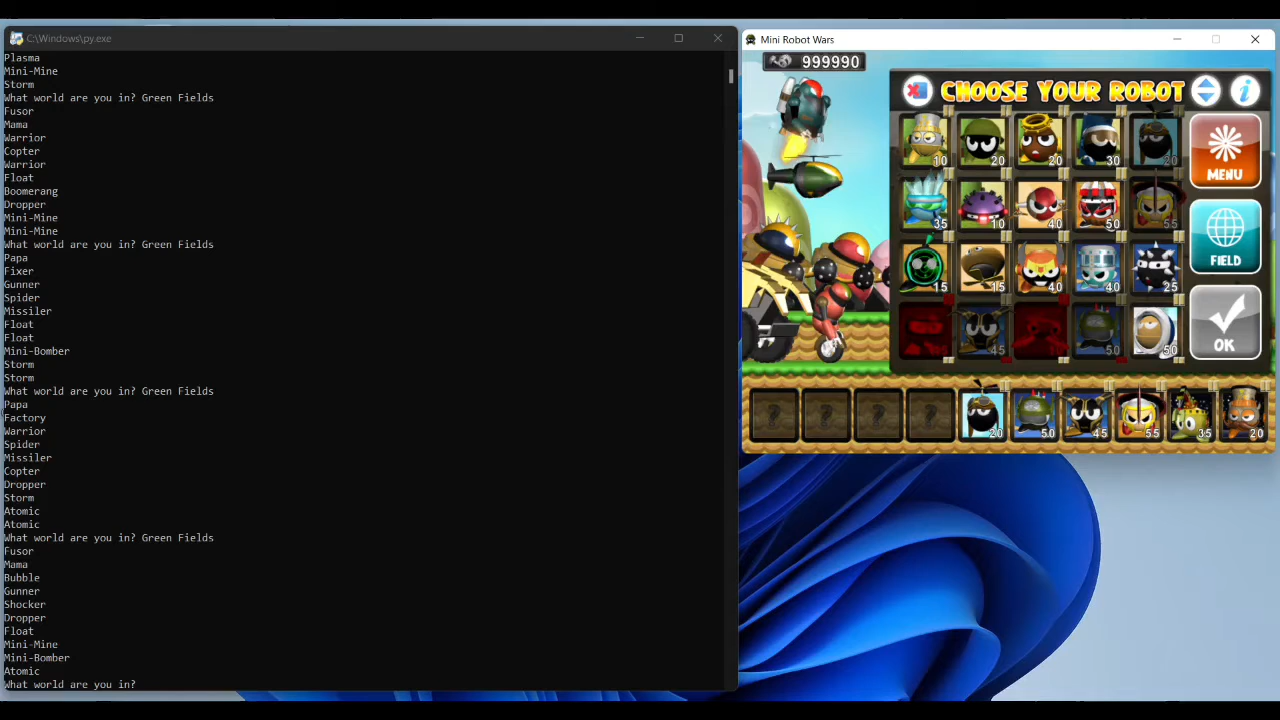 C:\Windows\py.exe
Plasma
Mini-Mine
Storm
What world are you in? Green Fields
Fusor
Mama
Warrior
Copter
Warrior
Float
Boomerang
Dropper
Mini-Mine
Mini-Mine
What world are you in? Green Fields
Papa
Fixer
Gunner
Spider
Missiler
Float
Float
Mini-Bomber
Storm
Storm
What world are you in? Green Fields
Papa
Factory
Warrior
Spider
Missiler
Copter
Dropper
Storm
Atomic
Atomic
What world are you in? Green Fields
Fusor
Mama
Bubble
Gunner
Shocker
Dropper
Float
Mini-Mine
Mini-Bomber
Atomic
What world are you in?
Mini Robot Wars
999990
CHOOSE YOUR ROBOT
10 20 20 30 20
MENU
35 10 40 50 55
FIELD
15 15 40 40 25
45 50 50
OK
? ? ? ? 20 50 45 55 35 20